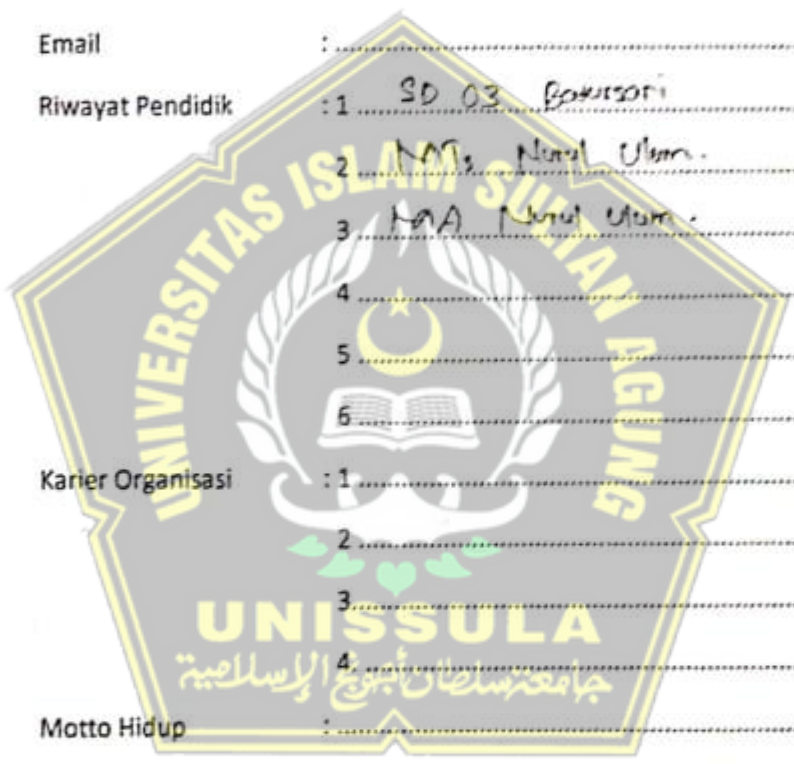 Email :
Riwayat Pendidik : 1 SD 03 Batursari
2 MTs Nurul Ulum.
3 MA Nurul Ulum.
4
5
6
Karier Organisasi : 1
2
3
4
Motto Hidup :
UNIVERSITAS ISLAM SULTAN AGUNG
UNISSULA
جامعة سلطان أجونج الإسلامية